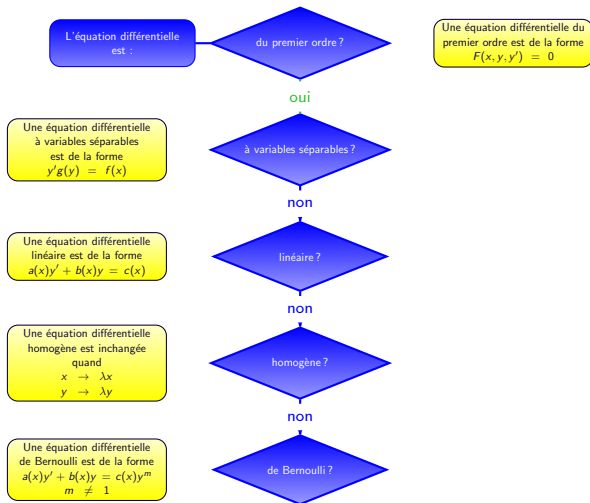 L'équation différentielle
est :
du premier ordre ?
Une équation différentielle du
premier ordre est de la forme
F(x, y, y′) = 0
oui
Une équation différentielle
à variables séparables
est de la forme
y′g(y) = f(x)
à variables séparables ?
non
Une équation différentielle
linéaire est de la forme
a(x)y′ + b(x)y = c(x)
linéaire ?
non
Une équation différentielle
homogène est inchangée
quand
x → λx
y → λy
homogène ?
non
Une équation différentielle
de Bernoulli est de la forme
a(x)y′ + b(x)y = c(x)yᵐ
m ≠ 1
de Bernoulli ?